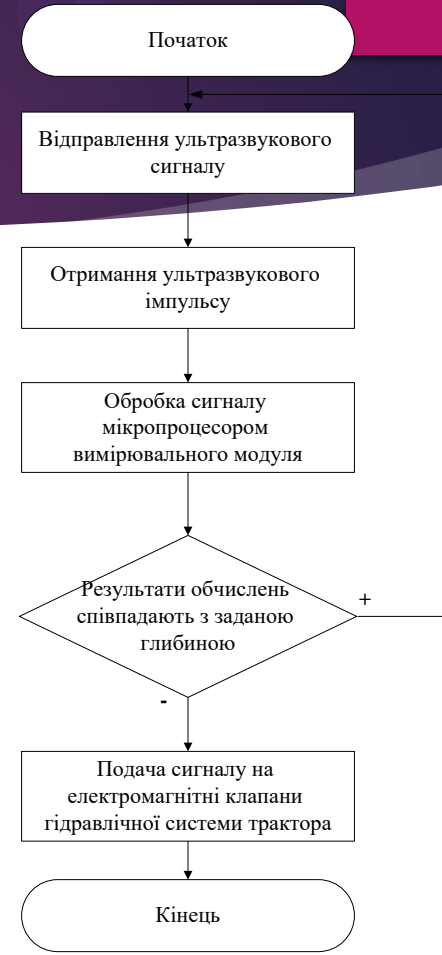 Початок
Відправлення ультразвукового
сигналу
Отримання ультразвукового
імпульсу
Обробка сигналу
мікропроцесором
вимірювального модуля
Результати обчислень
співпадають з заданою
глибиною
+
-
Подача сигналу на
електромагнітні клапани
гідравлічної системи трактора
Кінець